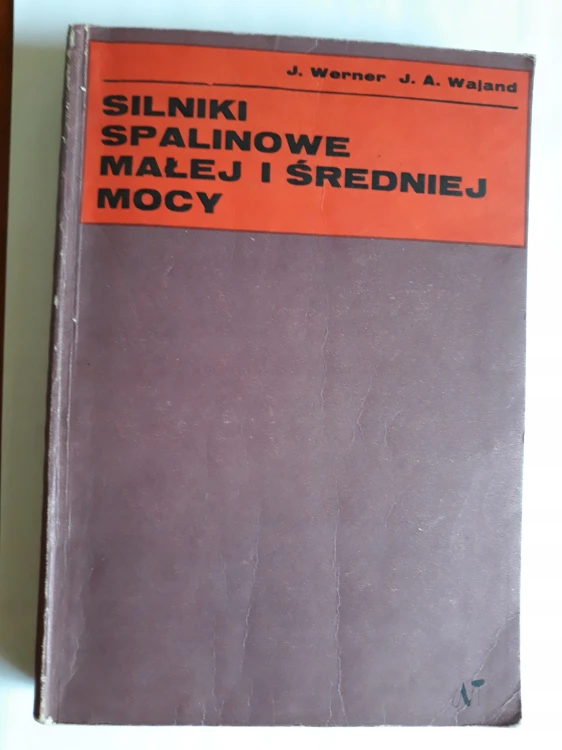 J. Werner J. A. Wajand
SILNIKI
SPALINOWE
MAŁEJ I ŚREDNIEJ
MOCY